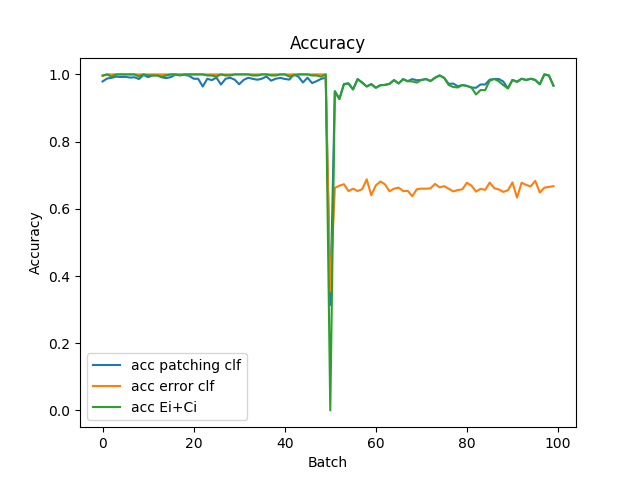 Accuracy
Accuracy
1.0
0.8
0.6
0.4
0.2
0.0
acc patching clf
acc error clf
acc Ei+Ci
0 20 40 60 80 100
Batch